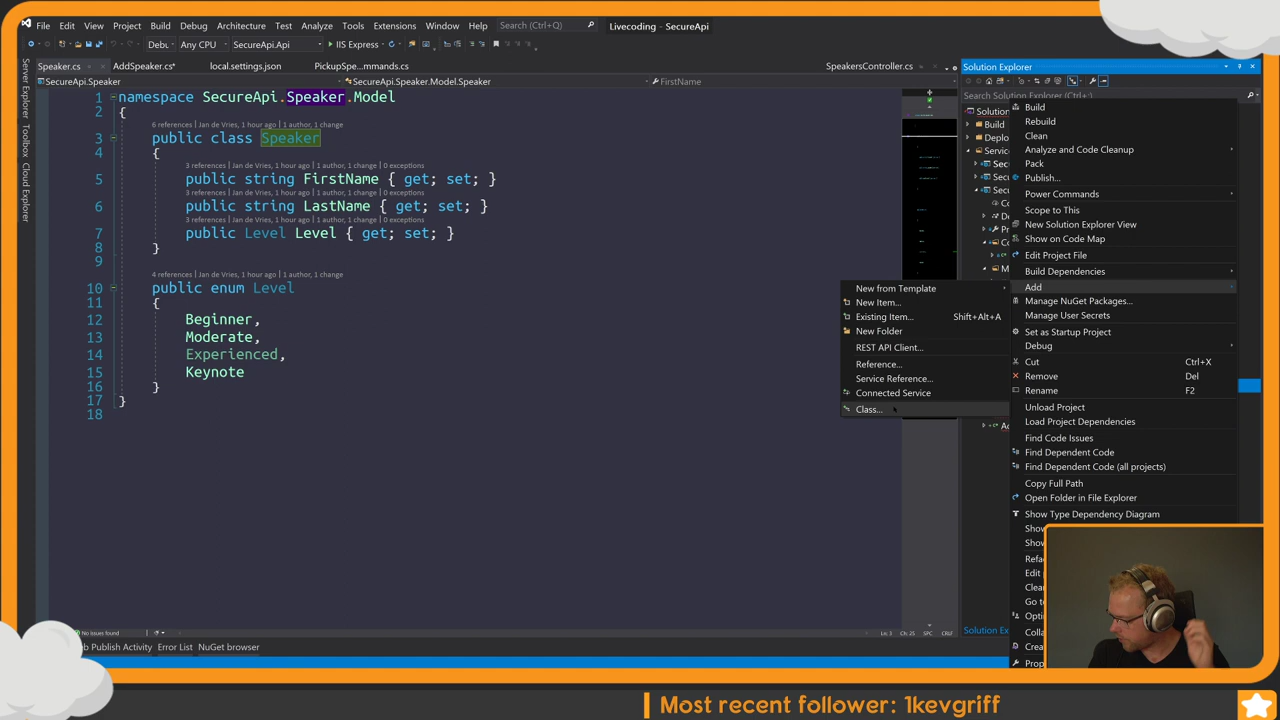 File Edit View Project Build Debug Architecture Test Analyze Tools Extensions Window Help Search (Ctrl+Q) Livecoding - SecureApi
Debu Any CPU SecureApi.Api IIS Express
Server Explorer Toolbox Cloud Explorer
Speaker.cs AddSpeaker.cs* local.settings.json PickupSpe...mmands.cs SpeakersController.cs
SecureApi.Speaker SecureApi.Speaker.Model.Speaker FirstName
1 namespace SecureApi.Speaker.Model
2 {
6 references | Jan de Vries, 1 hour ago | 1 author, 1 change
3 public class Speaker
4 {
3 references | Jan de Vries, 1 hour ago | 1 author, 1 change | 0 exceptions
5 public string FirstName { get; set; }
3 references | Jan de Vries, 1 hour ago | 1 author, 1 change | 0 exceptions
6 public string LastName { get; set; }
3 references | Jan de Vries, 1 hour ago | 1 author, 1 change | 0 exceptions
7 public Level Level { get; set; }
8 }
9
4 references | Jan de Vries, 1 hour ago | 1 author, 1 change
10 public enum Level
11 {
12 Beginner,
13 Moderate,
14 Experienced,
15 Keynote
16 }
17 }
18
No issues found Ln: 3 Ch: 25 SPC CRLF
b Publish Activity Error List NuGet browser
New from Template
New Item...
Existing Item... Shift+Alt+A
New Folder
REST API Client...
Reference...
Service Reference...
Connected Service
Class...
Solution Explorer
Search Solution Explorer (Ctrl+;)
Solution
Build
Deplo
Service
Secu
Secu
Secu
Co
D
P
Co
M
Ac
Solution Ex
Build
Rebuild
Clean
Analyze and Code Cleanup
Pack
Publish...
Power Commands
Scope to This
New Solution Explorer View
Show on Code Map
Edit Project File
Build Dependencies
Add
Manage NuGet Packages...
Manage User Secrets
Set as Startup Project
Debug
Cut Ctrl+X
Remove Del
Rename F2
Unload Project
Load Project Dependencies
Find Code Issues
Find Dependent Code
Find Dependent Code (all projects)
Copy Full Path
Open Folder in File Explorer
Show Type Dependency Diagram
Show
Show
Refa
Edit
Clea
Go to
Opti
Colla
Crea
Prop
Most recent follower: 1kevgriff